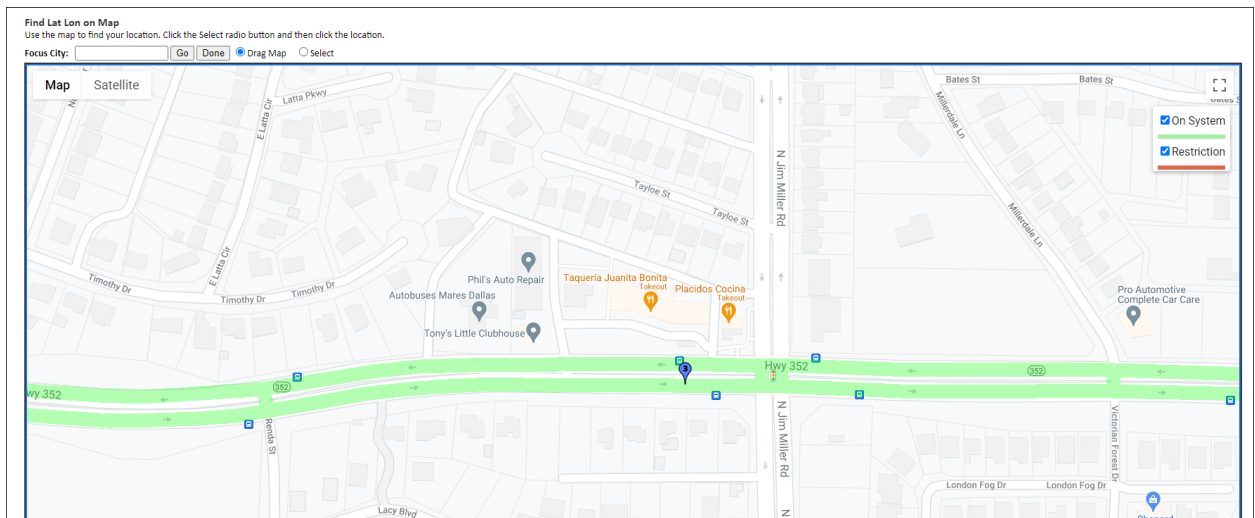 Find Lat Lon on Map
Use the map to find your location. Click the Select radio button and then click the location.
Focus City: Go Done Drag Map Select
Map Satellite
Bates St Bates St
Bates S
On System
Restriction
Latta Pkwy
E Latta Cir
Millerdale Ln
N Jim Miller Rd
Tayloe St
Tayloe St
Millerdale Ln
E Latta Cir
Timothy Dr
Timothy Dr
Timothy Dr
Phil's Auto Repair
Taqueria Juanita Bonita
Takeout
Placidos Cocina
Takeout
Autobuses Mares Dallas
Tony's Little Clubhouse
Pro Automotive
Complete Car Care
3
Hwy 352
352
352
wy 352
Renda St
N Jim Miller Rd
Victorian Forest Dr
London Fog Dr London Fog Dr
Lacy Blvd
N